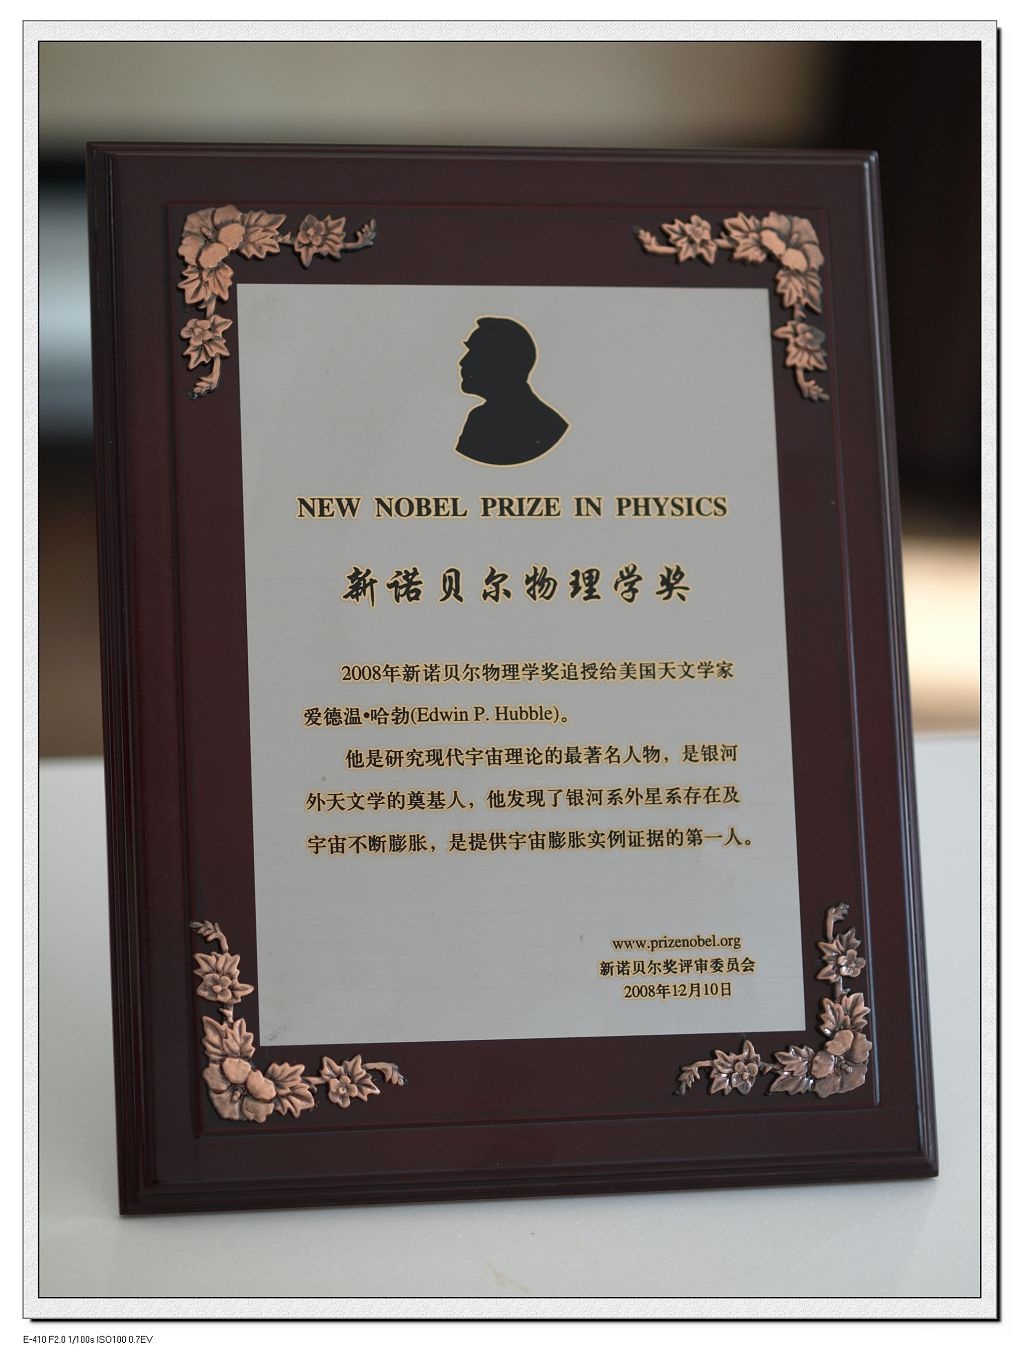 NEW NOBEL PRIZE IN PHYSICS
新诺贝尔物理学奖
2008年新诺贝尔物理学奖追授给美国天文学家
爱德温•哈勃(Edwin P. Hubble)。
他是研究现代宇宙理论的最著名人物，是银河
外天文学的奠基人，他发现了银河系外星系存在及
宇宙不断膨胀，是提供宇宙膨胀实例证据的第一人。
www.prizenobel.org
新诺贝尔奖评审委员会
2008年12月10日
E-410 F2.0 1/100s ISO100 0.7EV